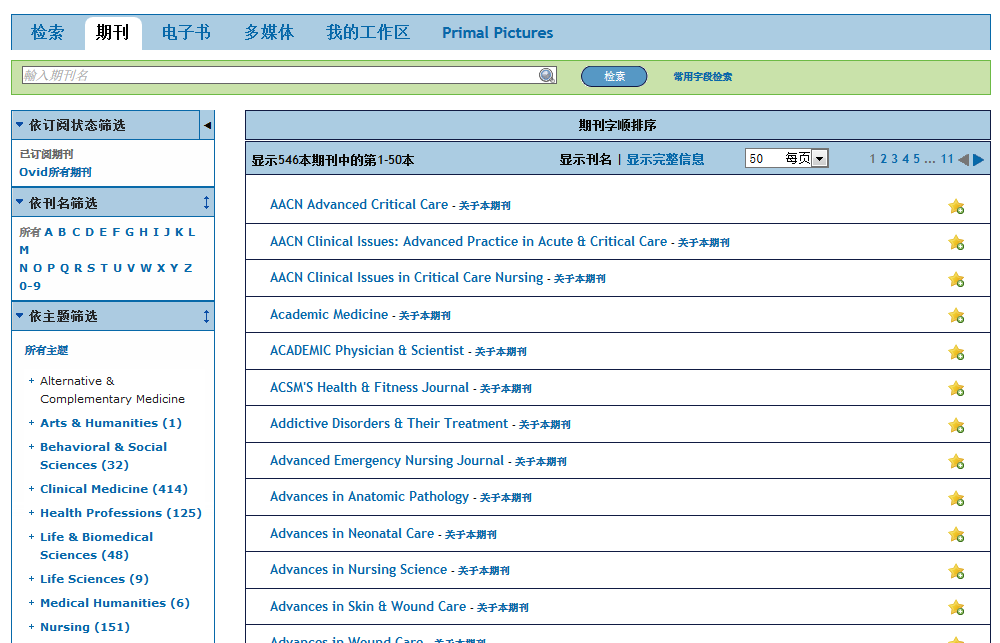 检索 期刊 电子书 多媒体 我的工作区 Primal Pictures
輸入期刊名 检索 常用字段检索
依订阅状态筛选
已订阅期刊
Ovid所有期刊
依刊名筛选
所有 A B C D E F G H I J K L
M
N O P Q R S T U V W X Y Z
0-9
依主题筛选
所有主题
+ Alternative &
Complementary Medicine
+ Arts & Humanities (1)
+ Behavioral & Social
Sciences (32)
+ Clinical Medicine (414)
+ Health Professions (125)
+ Life & Biomedical
Sciences (48)
+ Life Sciences (9)
+ Medical Humanities (6)
+ Nursing (151)
期刊字顺排序
显示546本期刊中的第1-50本 显示刊名 | 显示完整信息 50 每页 1 2 3 4 5 ... 11
AACN Advanced Critical Care - 关于本期刊
AACN Clinical Issues: Advanced Practice in Acute & Critical Care - 关于本期刊
AACN Clinical Issues in Critical Care Nursing - 关于本期刊
Academic Medicine - 关于本期刊
ACADEMIC Physician & Scientist - 关于本期刊
ACSM'S Health & Fitness Journal - 关于本期刊
Addictive Disorders & Their Treatment - 关于本期刊
Advanced Emergency Nursing Journal - 关于本期刊
Advances in Anatomic Pathology - 关于本期刊
Advances in Neonatal Care - 关于本期刊
Advances in Nursing Science - 关于本期刊
Advances in Skin & Wound Care - 关于本期刊
Advances in Wound Care - 关于本期刊